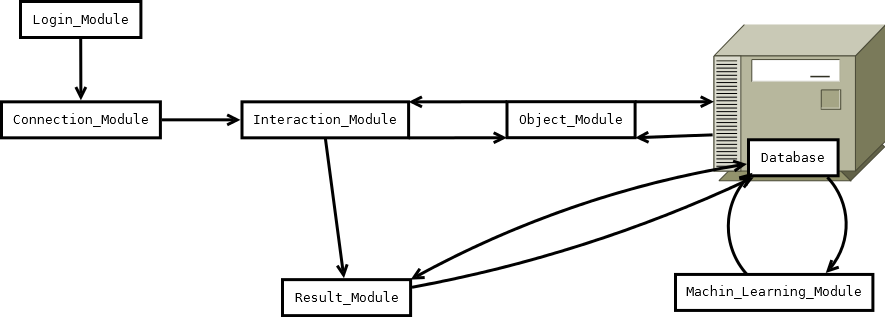 Login_Module
Connection_Module
Interaction_Module
Object_Module
Database
Result_Module
Machin_Learning_Module